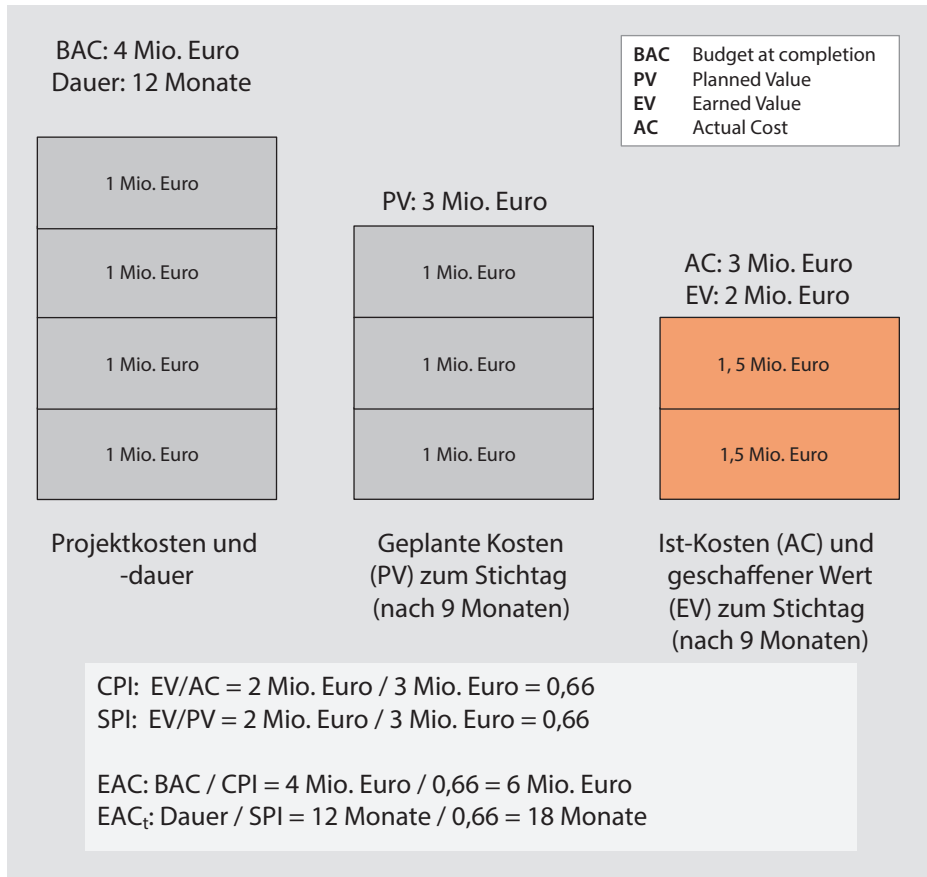 BAC: 4 Mio. Euro
Dauer: 12 Monate
BAC Budget at completion
PV Planned Value
EV Earned Value
AC Actual Cost
1 Mio. Euro
1 Mio. Euro
1 Mio. Euro
1 Mio. Euro
Projektkosten und
-dauer
PV: 3 Mio. Euro
1 Mio. Euro
1 Mio. Euro
1 Mio. Euro
Geplante Kosten
(PV) zum Stichtag
(nach 9 Monaten)
AC: 3 Mio. Euro
EV: 2 Mio. Euro
1, 5 Mio. Euro
1,5 Mio. Euro
Ist-Kosten (AC) und
geschaffener Wert
(EV) zum Stichtag
(nach 9 Monaten)
CPI: EV/AC = 2 Mio. Euro / 3 Mio. Euro = 0,66
SPI: EV/PV = 2 Mio. Euro / 3 Mio. Euro = 0,66
EAC: BAC / CPI = 4 Mio. Euro / 0,66 = 6 Mio. Euro
EACt: Dauer / SPI = 12 Monate / 0,66 = 18 Monate